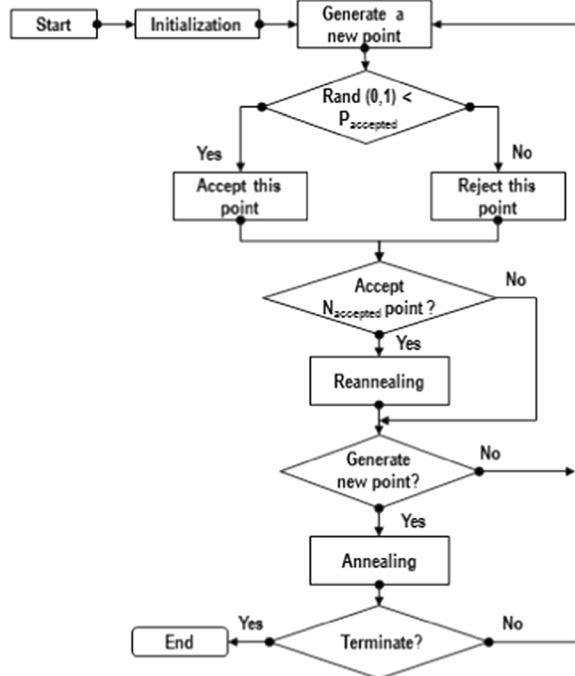 Start
Initialization
Generate a
new point
Rand (0,1) <
Paccepted
Yes
No
Accept this
point
Reject this
point
Accept
Naccepted point ?
No
Yes
Reannealing
Generate
new point?
No
Yes
Annealing
Terminate?
Yes
No
End